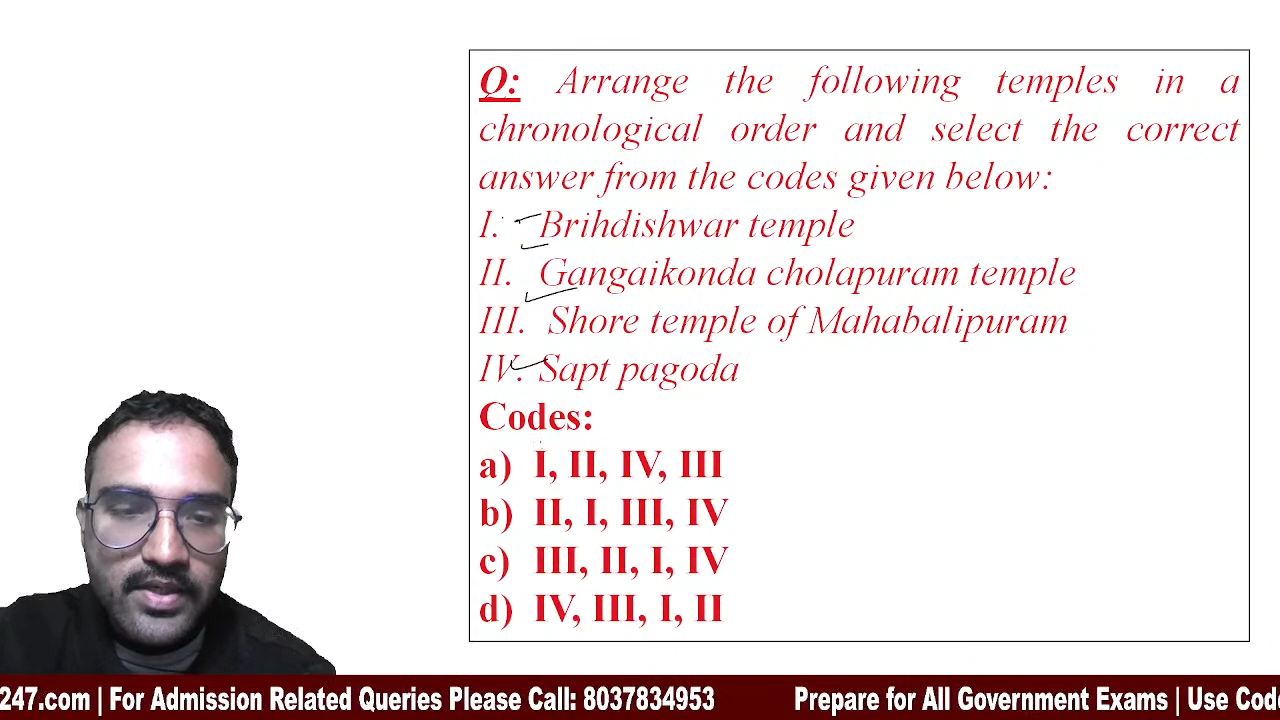 Q: Arrange the following temples in a
chronological order and select the correct
answer from the codes given below:
I. Brihdishwar temple
II. Gangaikonda cholapuram temple
III. Shore temple of Mahabalipuram
IV. Sapt pagoda
Codes:
a) I, II, IV, III
b) II, I, III, IV
c) III, II, I, IV
d) IV, III, I, II
247.com | For Admission Related Queries Please Call: 8037834953 Prepare for All Government Exams | Use Code